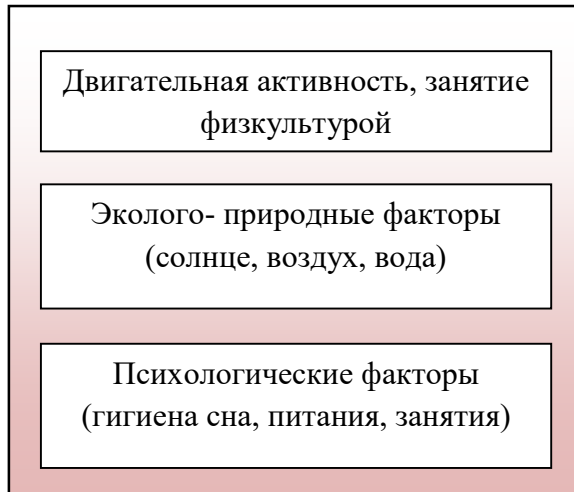 Двигательная активность, занятие
физкультурой
Эколого- природные факторы
(солнце, воздух, вода)
Психологические факторы
(гигиена сна, питания, занятия)